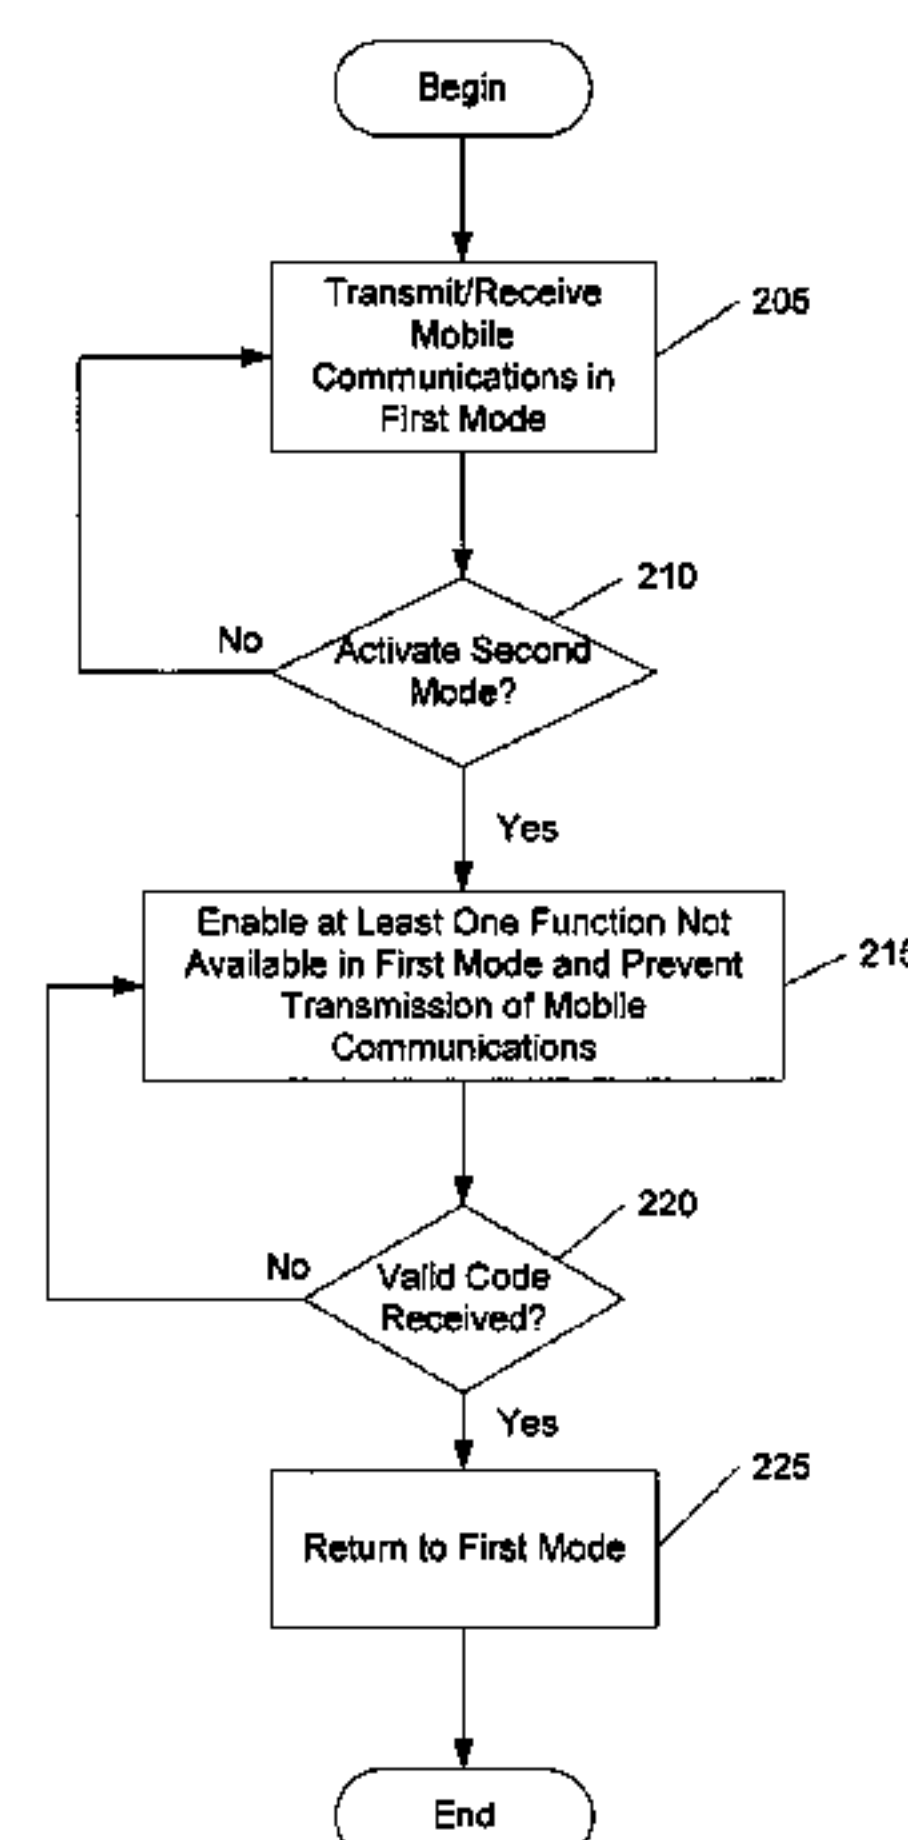 Begin
Transmit/Receive
Mobile
Communications in
First Mode
205
210
No
Activate Second
Mode?
Yes
Enable at Least One Function Not
Available in First Mode and Prevent
Transmission of Mobile
Communications
215
220
No
Valid Code
Received?
Yes
225
Return to First Mode
End